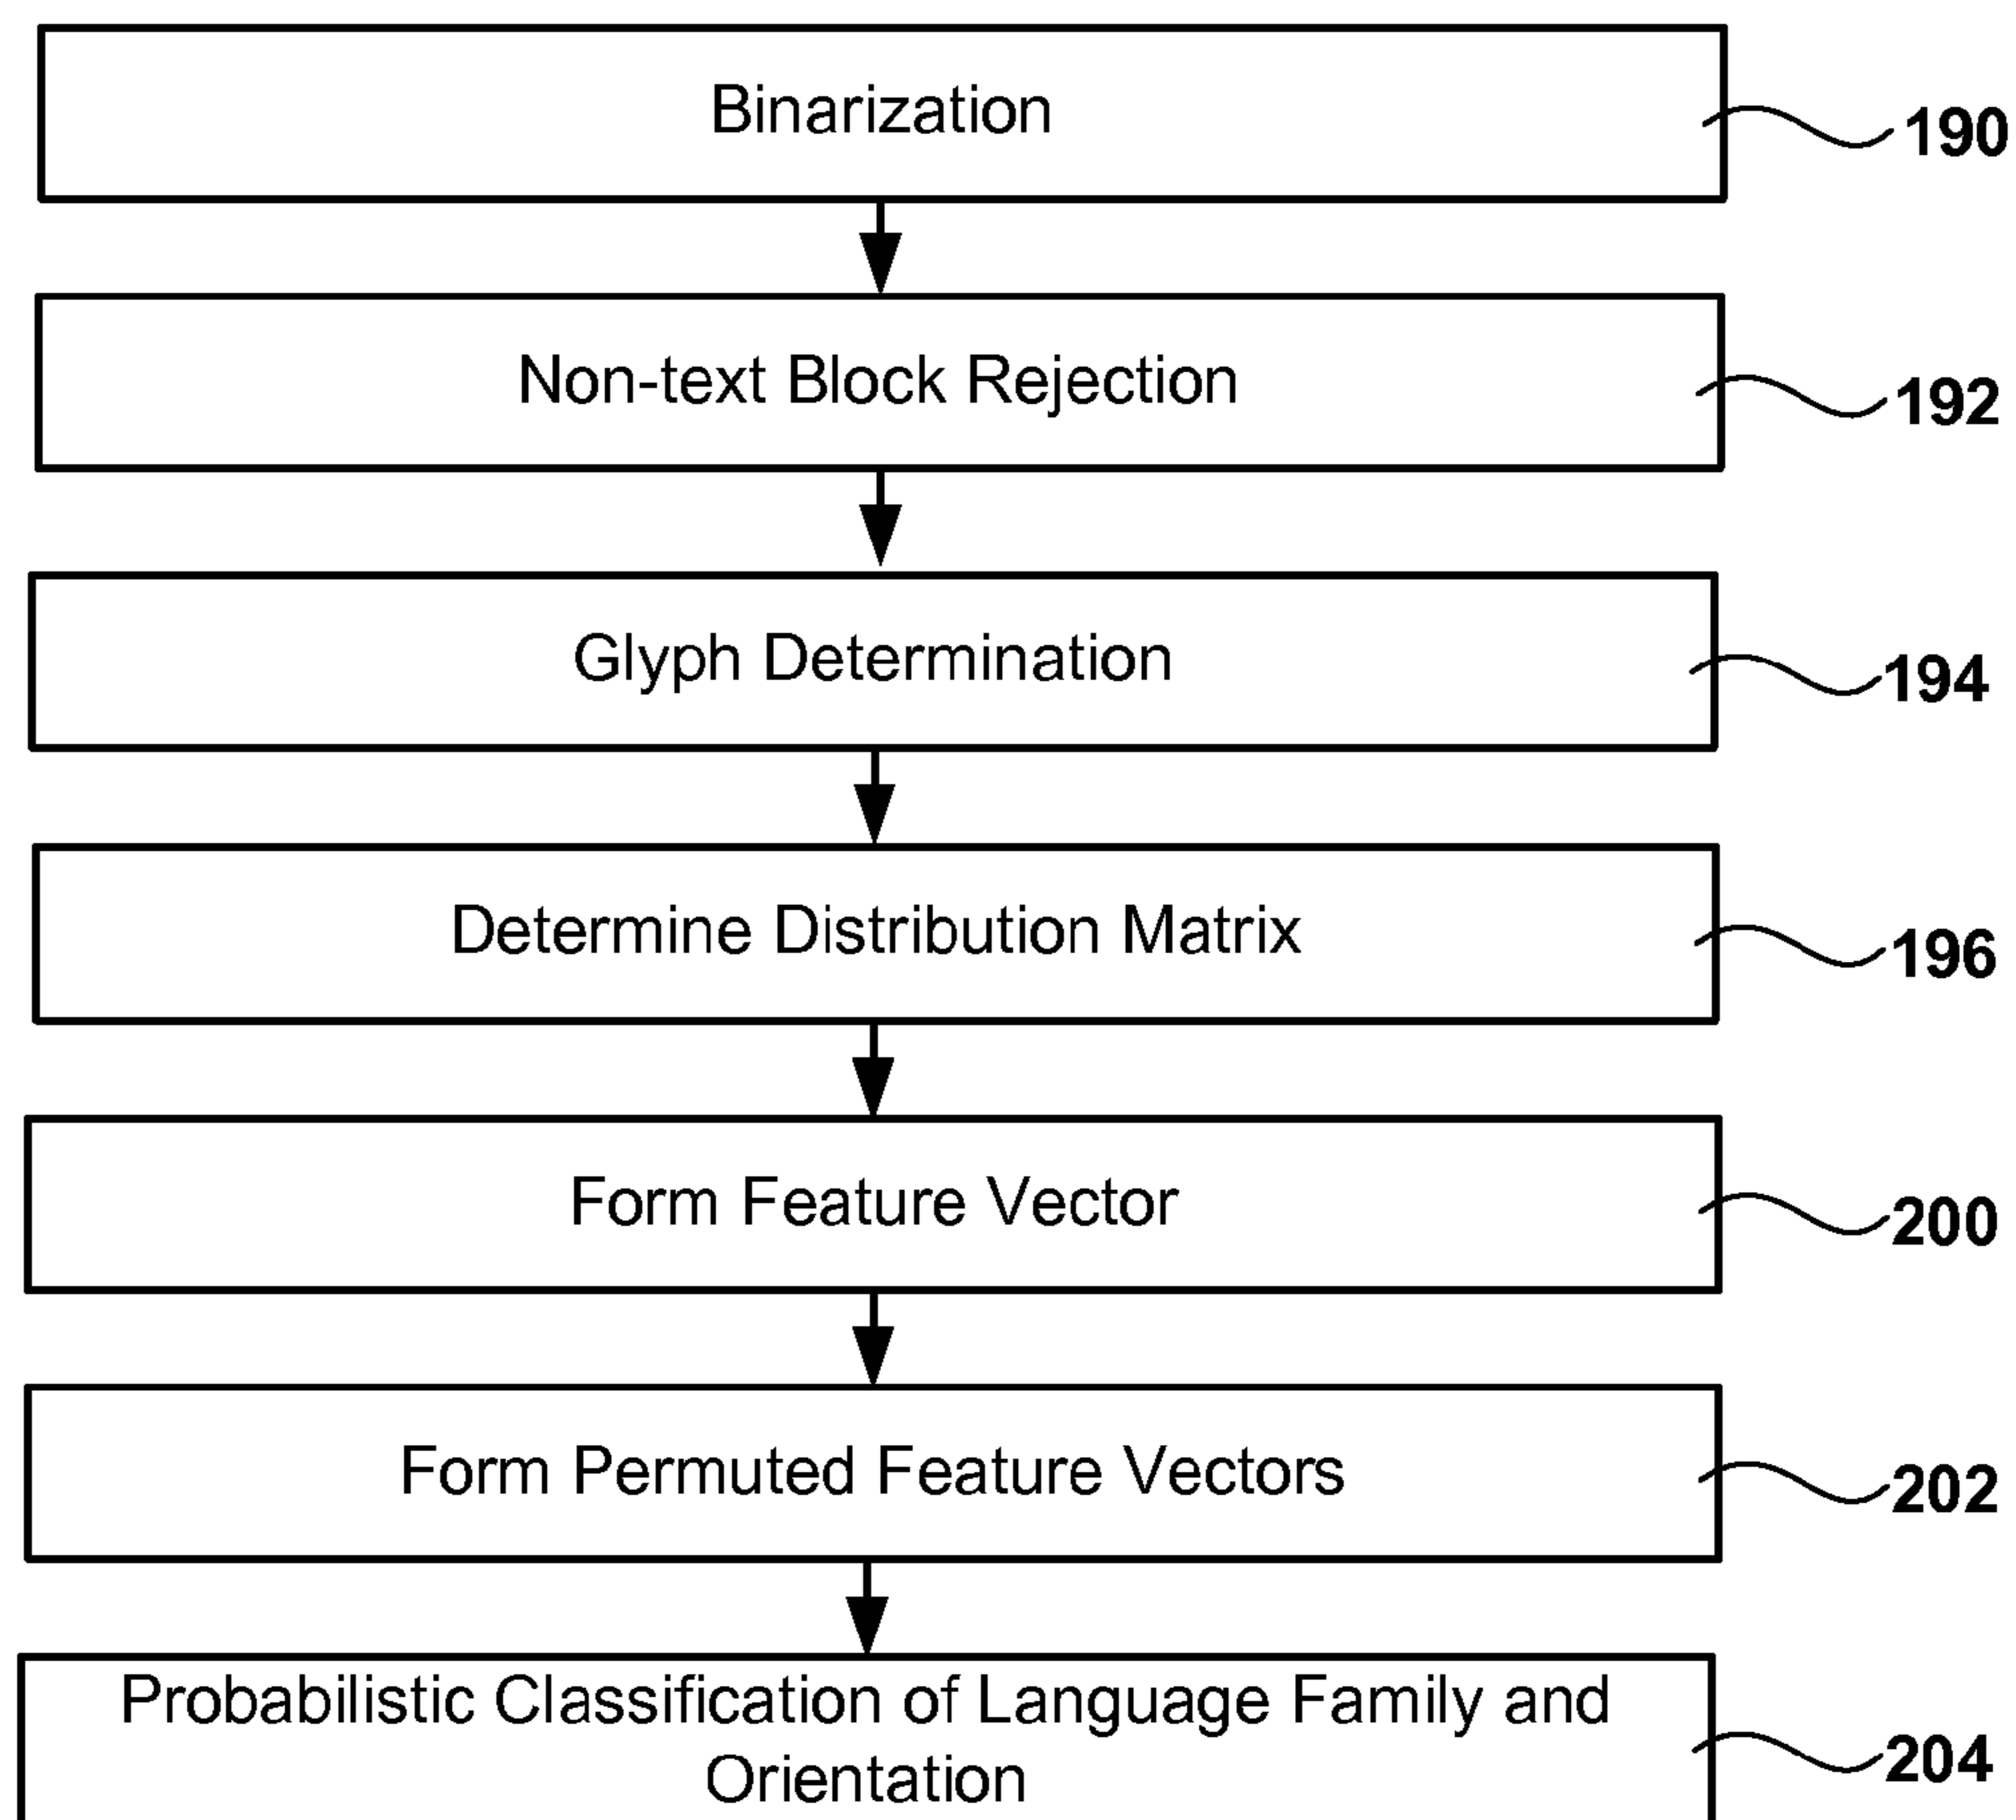 Binarization
190
Non-text Block Rejection
192
Glyph Determination
194
Determine Distribution Matrix
196
Form Feature Vector
200
Form Permuted Feature Vectors
202
Probabilistic Classification of Language Family and
Orientation
204